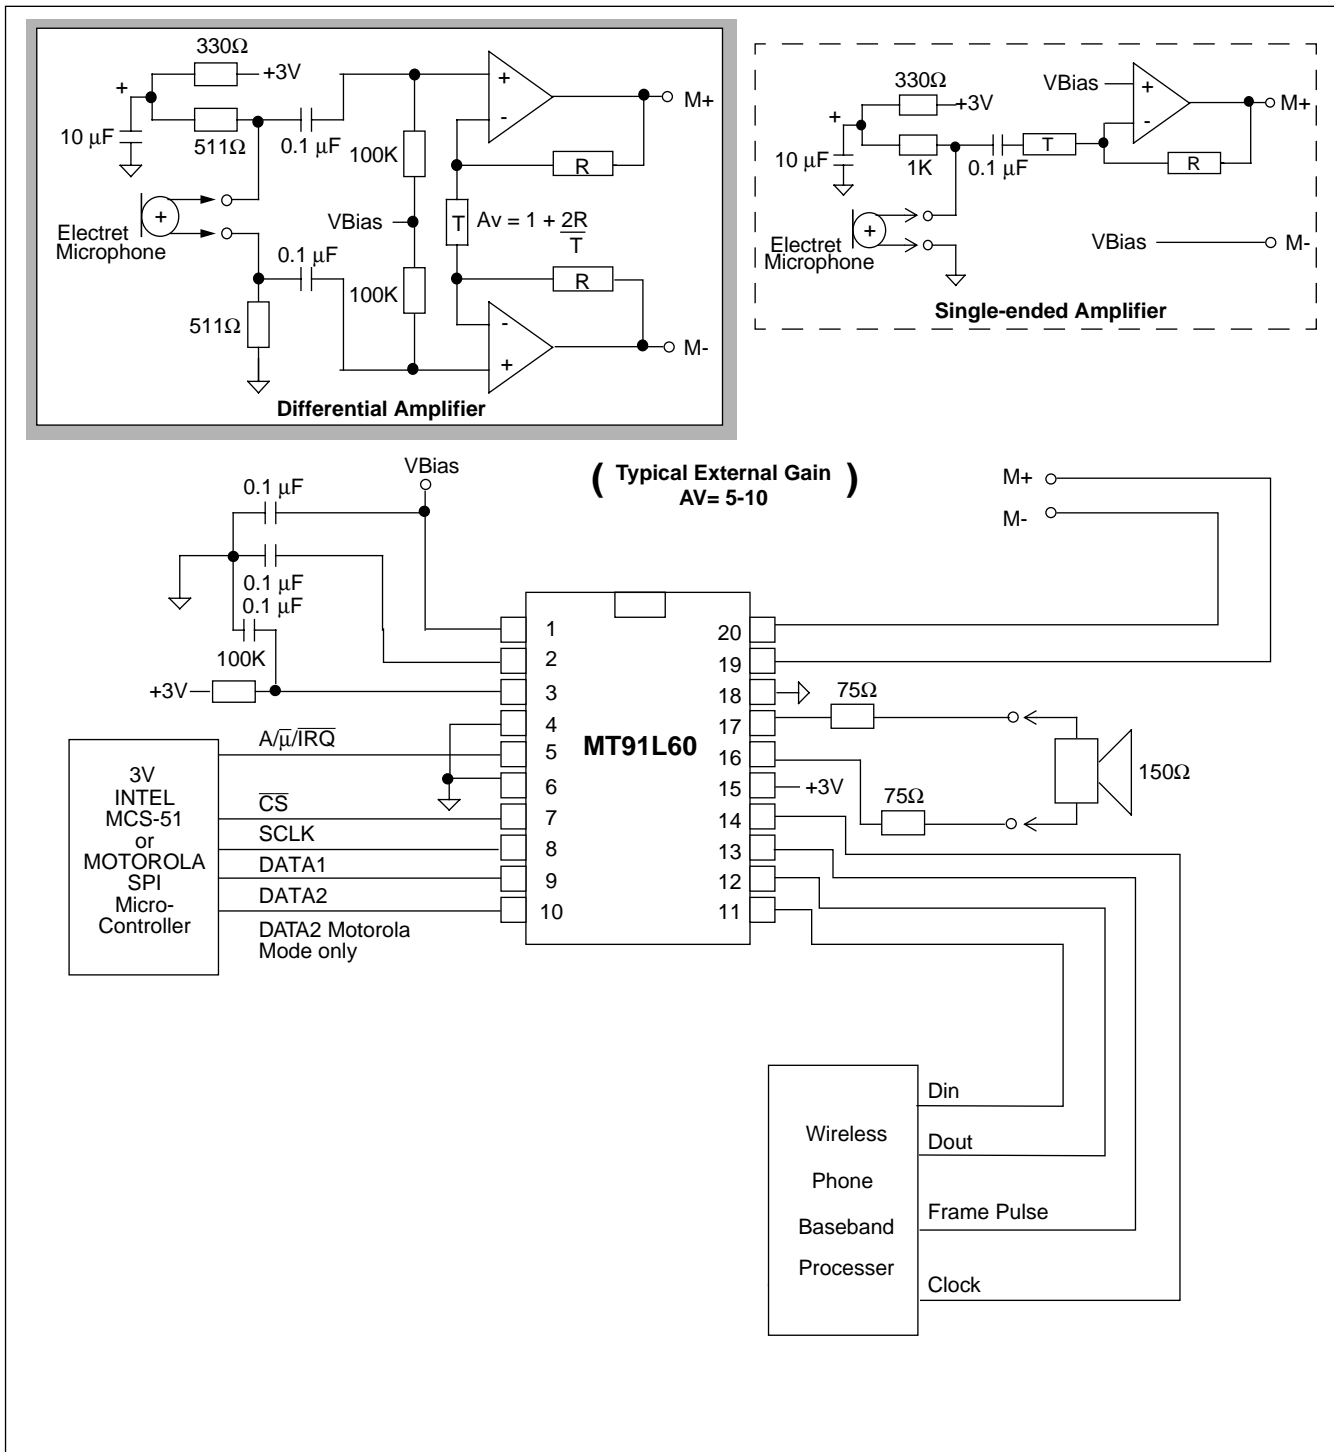 330Ω
+3V
+
10 μF
511Ω
0.1 μF
100K
+
-
M+
R
Electret
Microphone
+
VBias
T
Av = 1 + 2R
T
0.1 μF
100K
R
511Ω
-
+
M-
Differential Amplifier
330Ω
+3V
+
10 μF
1K
0.1 μF
T
VBias
+
-
M+
R
Electret
Microphone
+
VBias
M-
Single-ended Amplifier
VBias
( Typical External Gain )
AV= 5-10
M+
M-
0.1 μF
0.1 μF
0.1 μF
100K
+3V
1
2
3
4
5
6
7
8
9
10
MT91L60
20
19
18
17
16
15
14
13
12
11
75Ω
75Ω
150Ω
+3V
3V
INTEL
MCS-51
or
MOTOROLA
SPI
Micro-
Controller
A/μ̅/I̅R̅Q̅
C̅S̅
SCLK
DATA1
DATA2
DATA2 Motorola
Mode only
Wireless
Phone
Baseband
Processer
Din
Dout
Frame Pulse
Clock